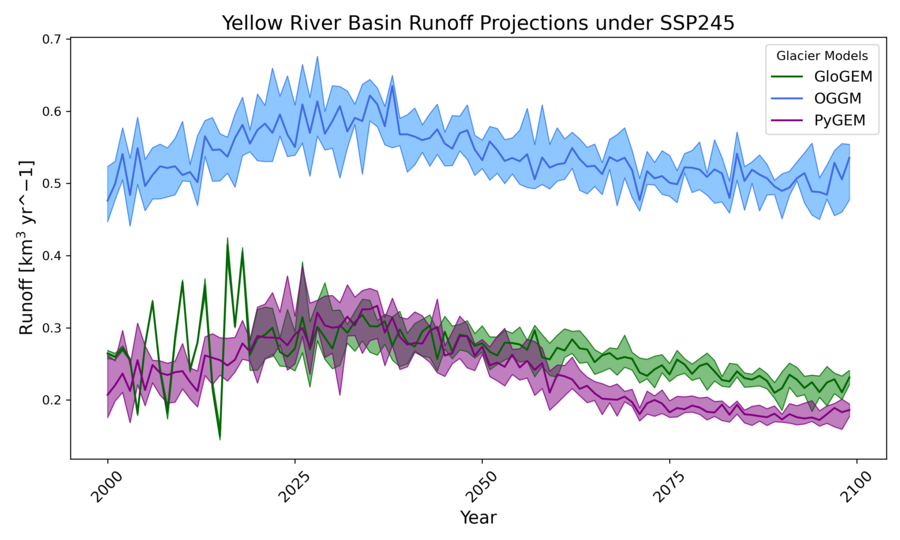 Yellow River Basin Runoff Projections under SSP245
Runoff [km³ yr^−1]
0.7
0.6
0.5
0.4
0.3
0.2
Glacier Models
GloGEM
OGGM
PyGEM
2000
2025
2050
2075
2100
Year